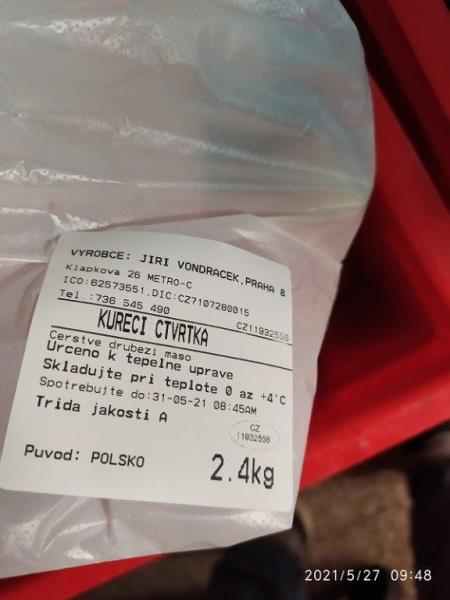 VYROBCE: JIRI VONDRACEK.PRAHA 8
Klapkova 26 METRO-C
ICO:62573551.DIC:CZ7107280015
Tel.:736 545 490 CZ11932556
KURECI CTVRTKA
Cerstve drubezi maso
Urceno k tepelne uprave
Skladujte pri teplote 0 az +4°C
Spotrebujte do:31-05-21 08:45AM
Trida jakosti A
CZ
11932556
Puvod: POLSKO 2.4kg
2021/5/27 09:48